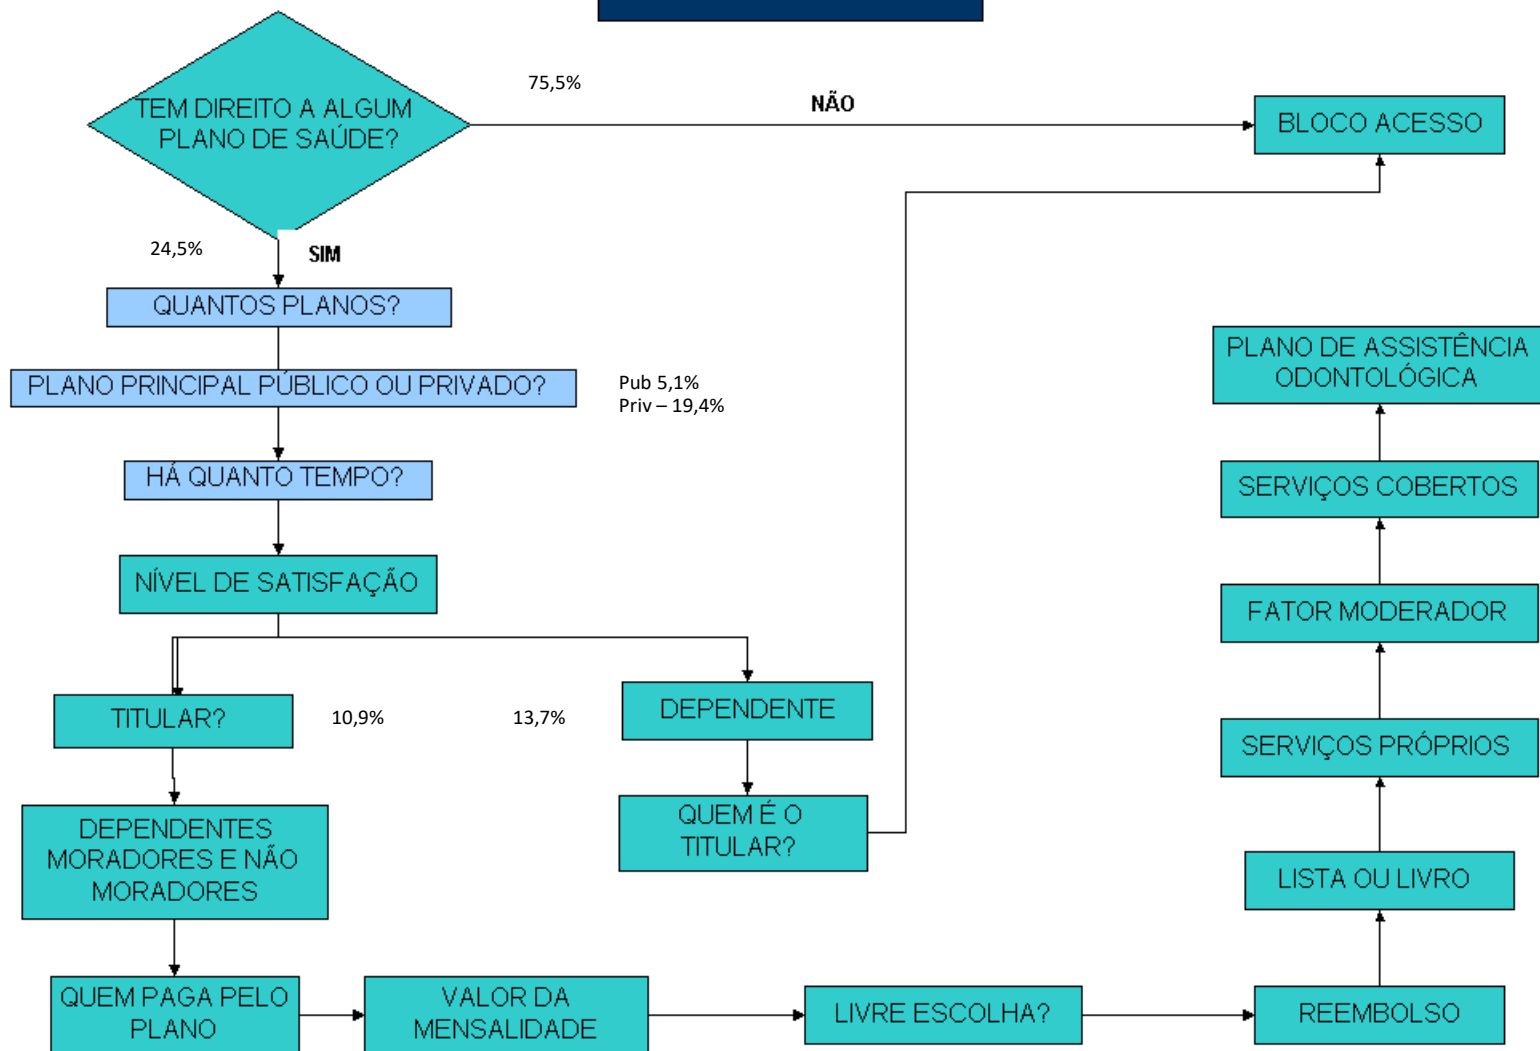 TEM DIREITO A ALGUM
PLANO DE SAÚDE?
75,5%
NÃO
BLOCO ACESSO
24,5%
SIM
QUANTOS PLANOS?
PLANO PRINCIPAL PÚBLICO OU PRIVADO?
Pub 5,1%
Priv – 19,4%
HÁ QUANTO TEMPO?
NÍVEL DE SATISFAÇÃO
TITULAR?
10,9%
13,7%
DEPENDENTE
DEPENDENTES
MORADORES E NÃO
MORADORES
QUEM É O
TITULAR?
QUEM PAGA PELO
PLANO
VALOR DA
MENSALIDADE
LIVRE ESCOLHA?
REEMBOLSO
LISTA OU LIVRO
SERVIÇOS PRÓPRIOS
FATOR MODERADOR
SERVIÇOS COBERTOS
PLANO DE ASSISTÊNCIA
ODONTOLÓGICA